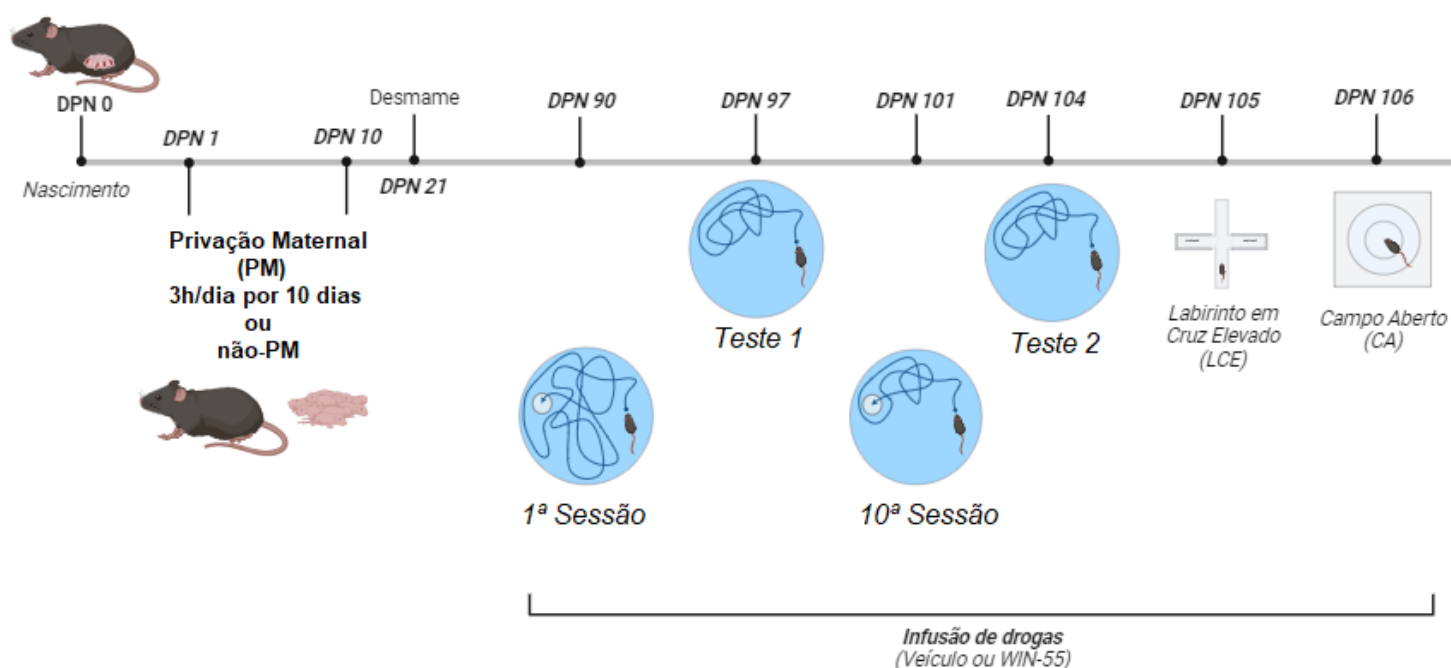 DPN 0
DPN 1
DPN 10
Desmame
DPN 90
DPN 97
DPN 101
DPN 104
DPN 105
DPN 106
Nascimento
DPN 21
Privação Maternal
(PM)
3h/dia por 10 dias
ou
não-PM
Teste 1
Teste 2
Labirinto em
Cruz Elevado
(LCE)
Campo Aberto
(CA)
1ª Sessão
10ª Sessão
Infusão de drogas
(Veículo ou WIN-55)